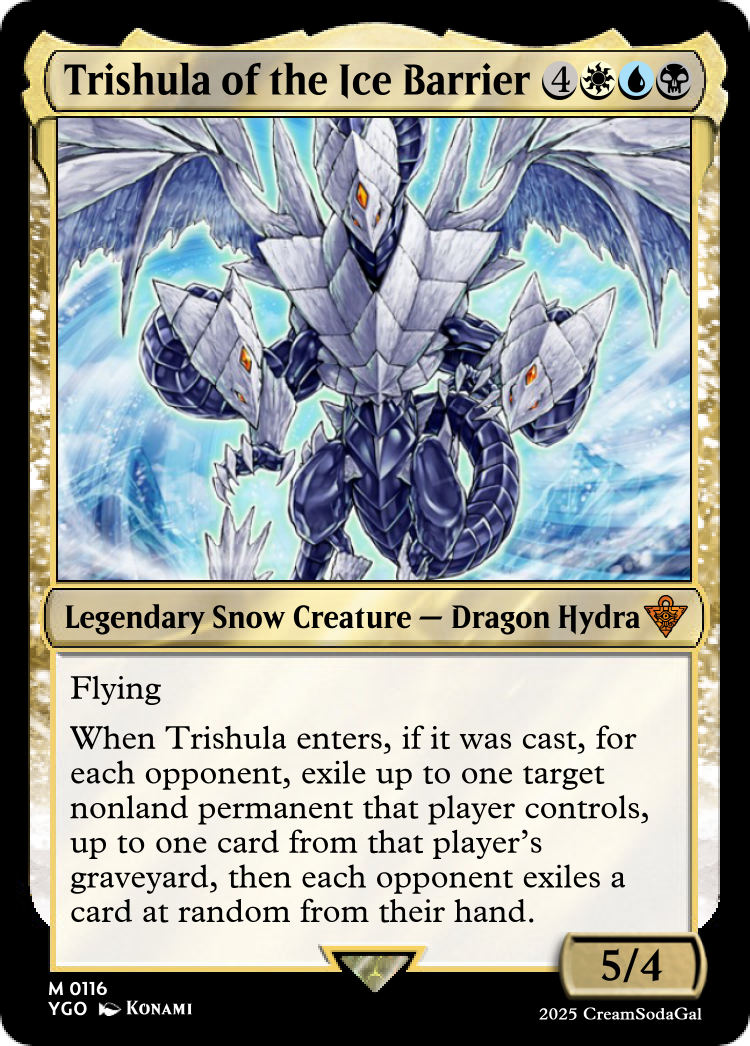 Trishula of the Ice Barrier 4
Legendary Snow Creature — Dragon Hydra
Flying
When Trishula enters, if it was cast, for
each opponent, exile up to one target
nonland permanent that player controls,
up to one card from that player's
graveyard, then each opponent exiles a
card at random from their hand.
5/4
M 0116
YGO KONAMI
2025 CreamSodaGal